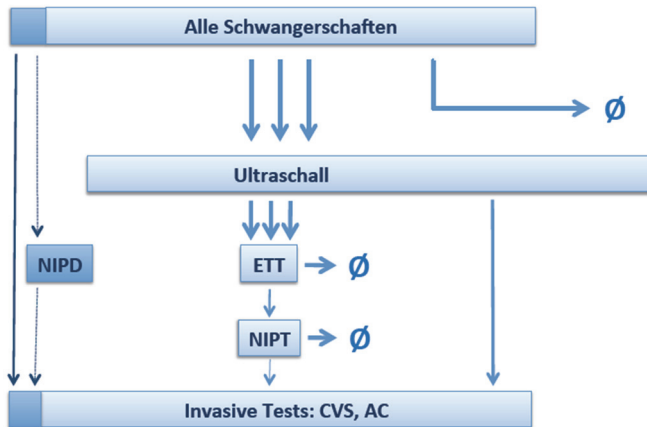 Alle Schwangerschaften
Ø
Ultraschall
NIPD
ETT
Ø
NIPT
Ø
Invasive Tests: CVS, AC